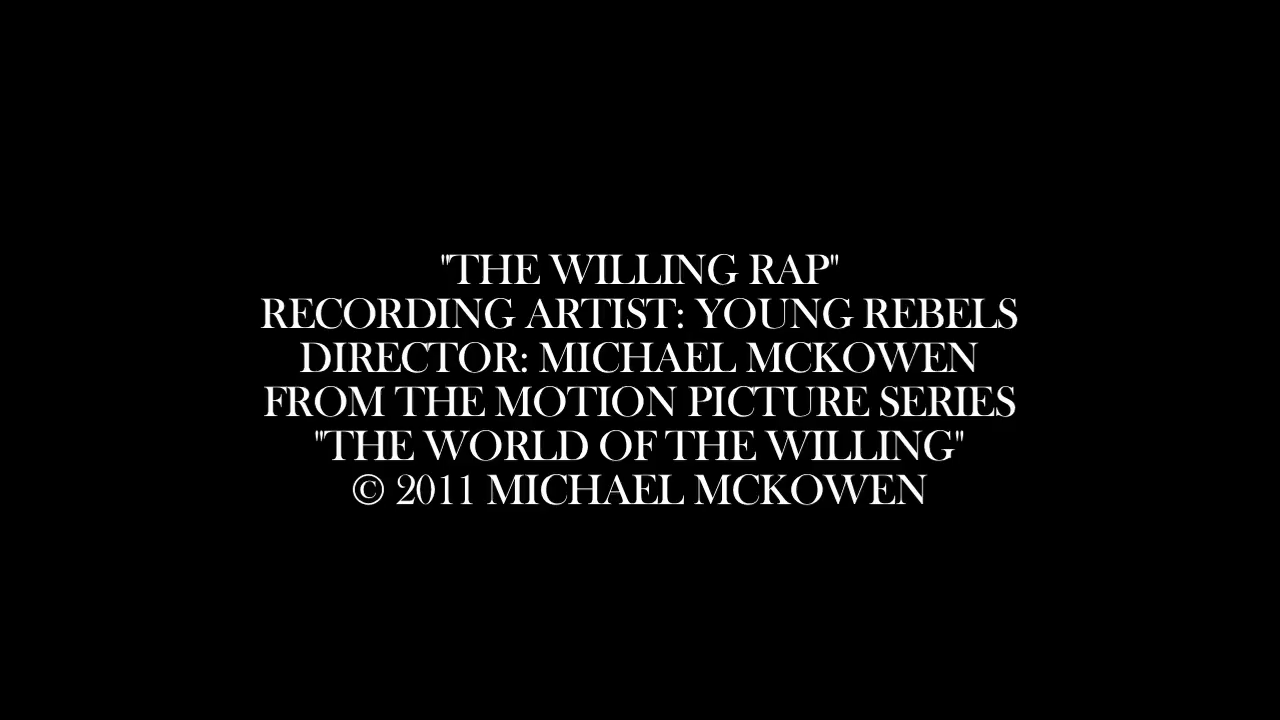 "THE WILLING RAP"
RECORDING ARTIST: YOUNG REBELS
DIRECTOR: MICHAEL MCKOWEN
FROM THE MOTION PICTURE SERIES
"THE WORLD OF THE WILLING"
© 2011 MICHAEL MCKOWEN